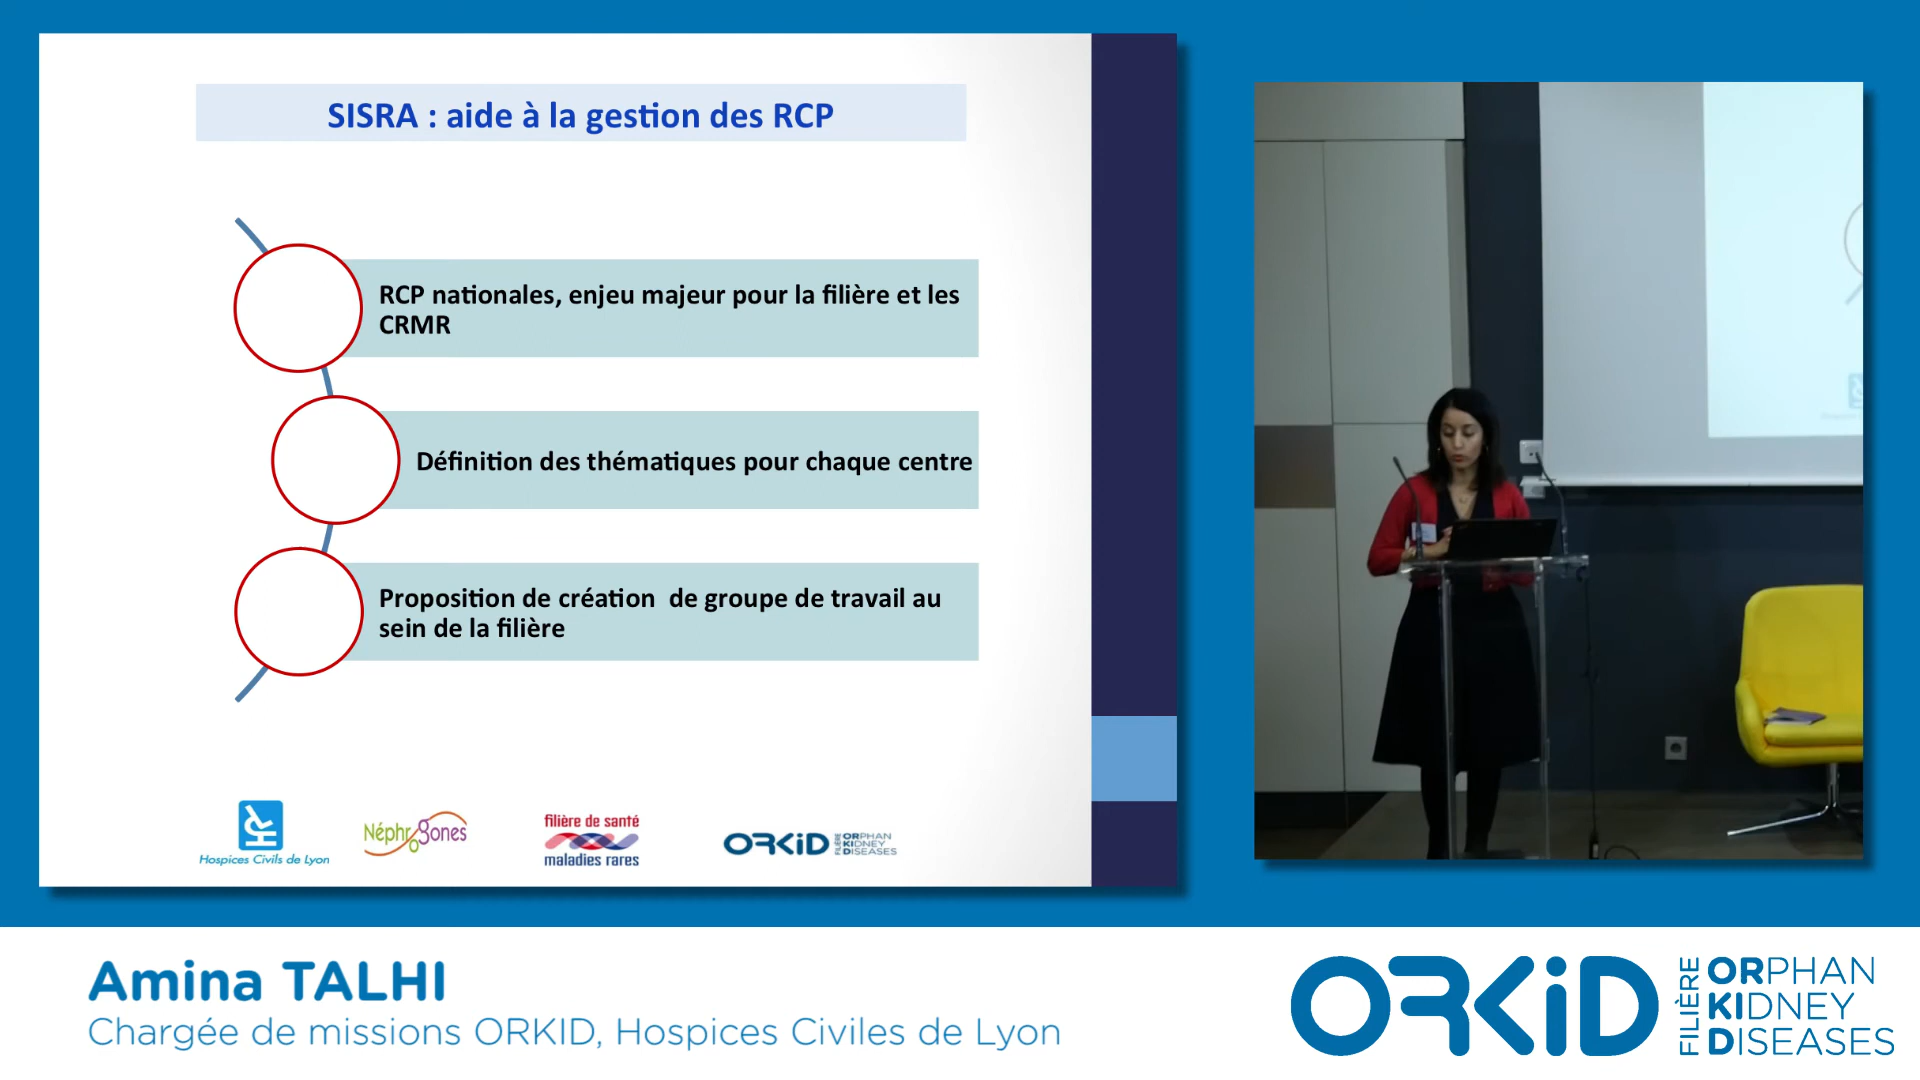 SISRA : aide à la gestion des RCP
RCP nationales, enjeu majeur pour la filière et les
CRMR
Définition des thématiques pour chaque centre
Proposition de création  de groupe de travail au
sein de la filière
Hospices Civils de Lyon
Néphrogones
filière de santé
maladies rares
ORKiD
FILIÈRE
ORPHAN
KIDNEY
DISEASES
Amina TALHI
Chargée de missions ORKID, Hospices Civiles de Lyon
ORKiD
FILIÈRE
ORPHAN
KIDNEY
DISEASES